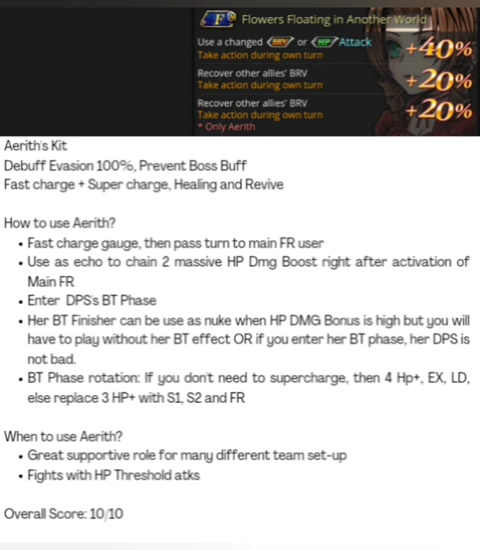 F Flowers Floating in Another World
Use a changed BRV or HP Attack
Take action during own turn
+40%
Recover other allies' BRV
Take action during own turn
+20%
Recover other allies' BRV
Take action during own turn
+20%
* Only Aerith
Aerith's Kit
Debuff Evasion 100%, Prevent Boss Buff
Fast charge + Super charge, Healing and Revive
How to use Aerith?
• Fast charge gauge, then pass turn to main FR user
• Use as echo to chain 2 massive HP Dmg Boost right after activation of
Main FR
• Enter DPS's BT Phase
• Her BT Finisher can be use as nuke when HP DMG Bonus is high but you will
have to play without her BT effect OR if you enter her BT phase, her DPS is
not bad.
• BT Phase rotation: If you don't need to supercharge, then 4 Hp+, EX, LD,
else replace 3 HP+ with S1, S2 and FR
When to use Aerith?
• Great supportive role for many different team set-up
• Fights with HP Threshold atks
Overall Score: 10/10